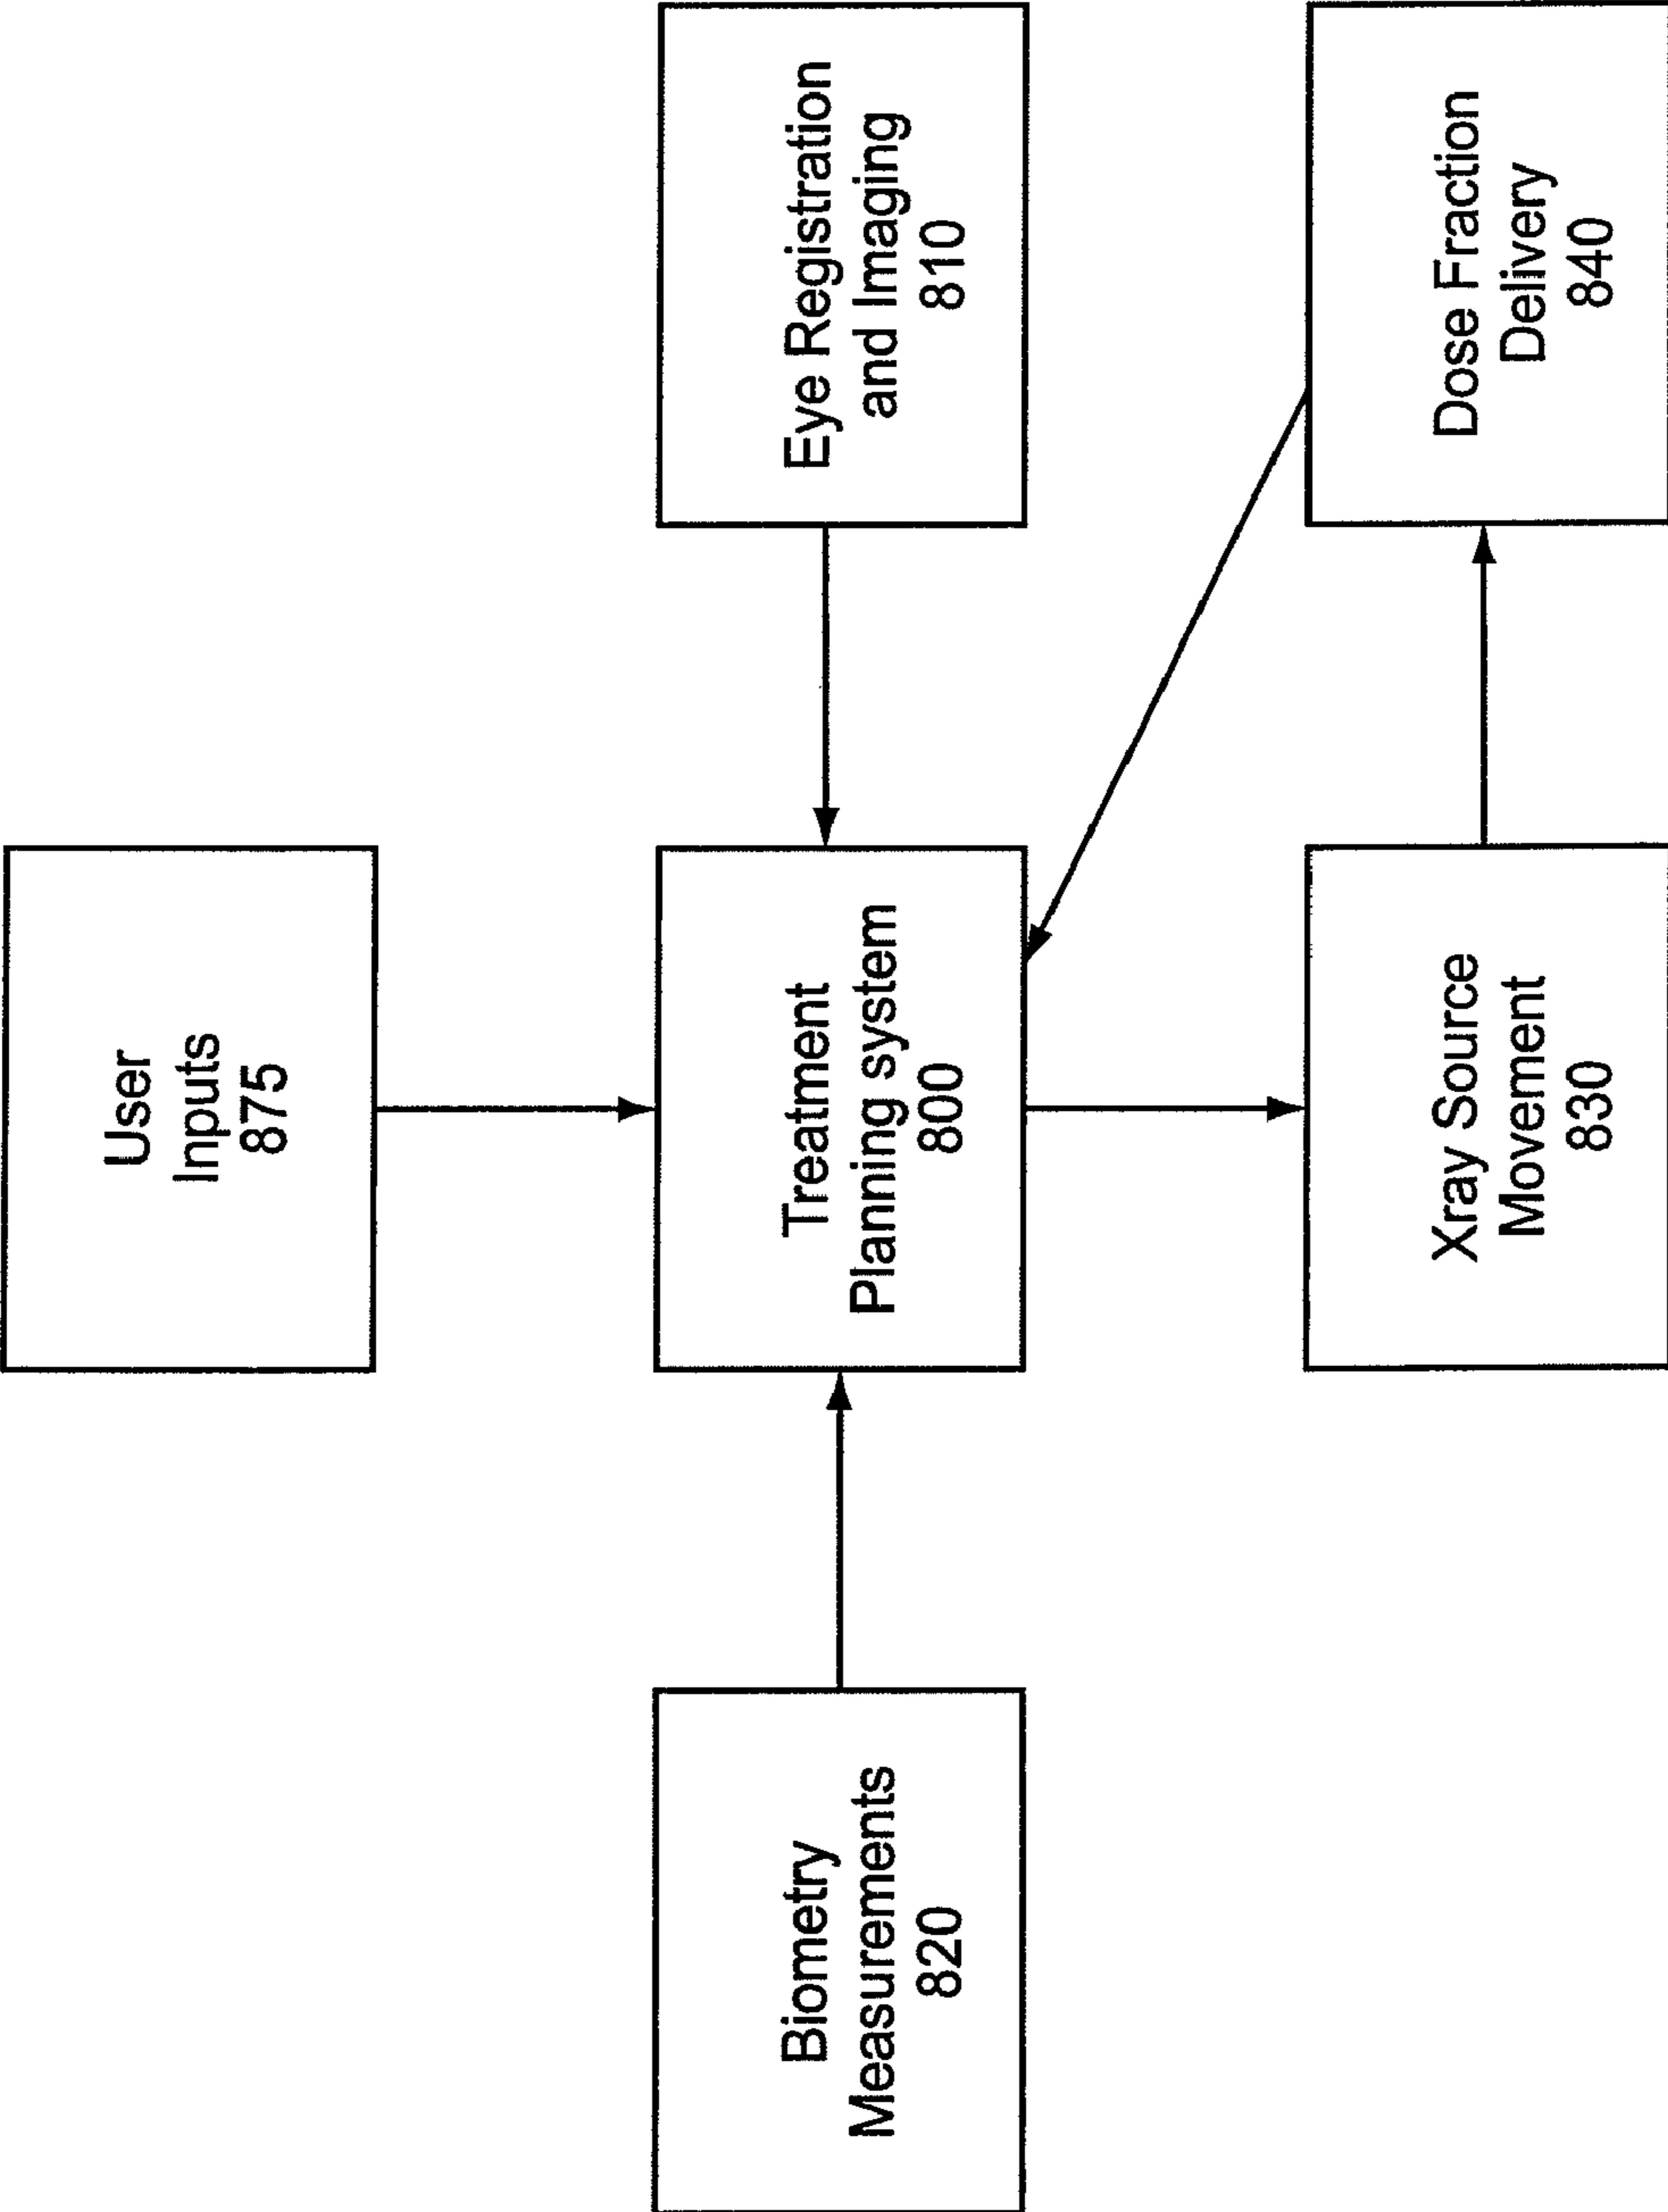 User
Inputs
875
Biometry
Measurements
820
Treatment
Planning system
800
Eye Registration
and Imaging
810
Xray Source
Movement
830
Dose Fraction
Delivery
840